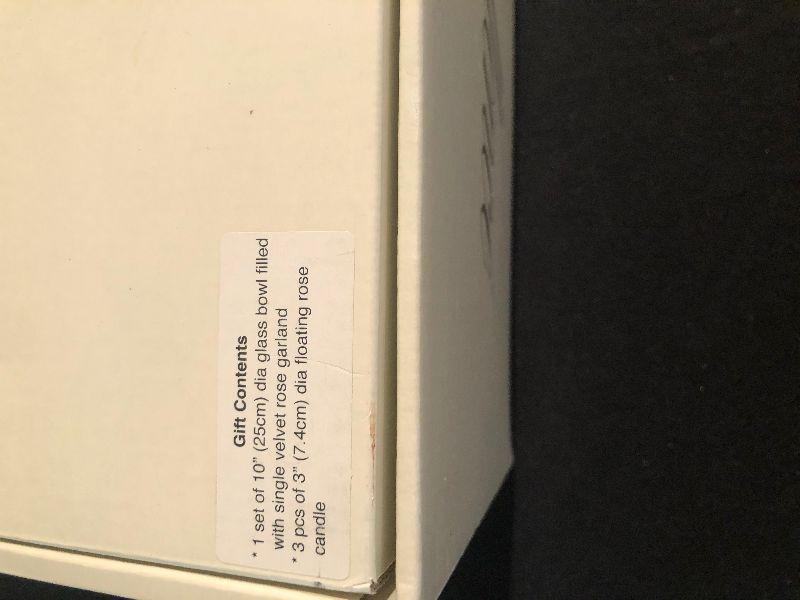 Gift Contents
* 1 set of 10" (25cm) dia glass bowl filled
with single velvet rose garland
* 3 pcs of 3" (7.4cm) dia floating rose
candle